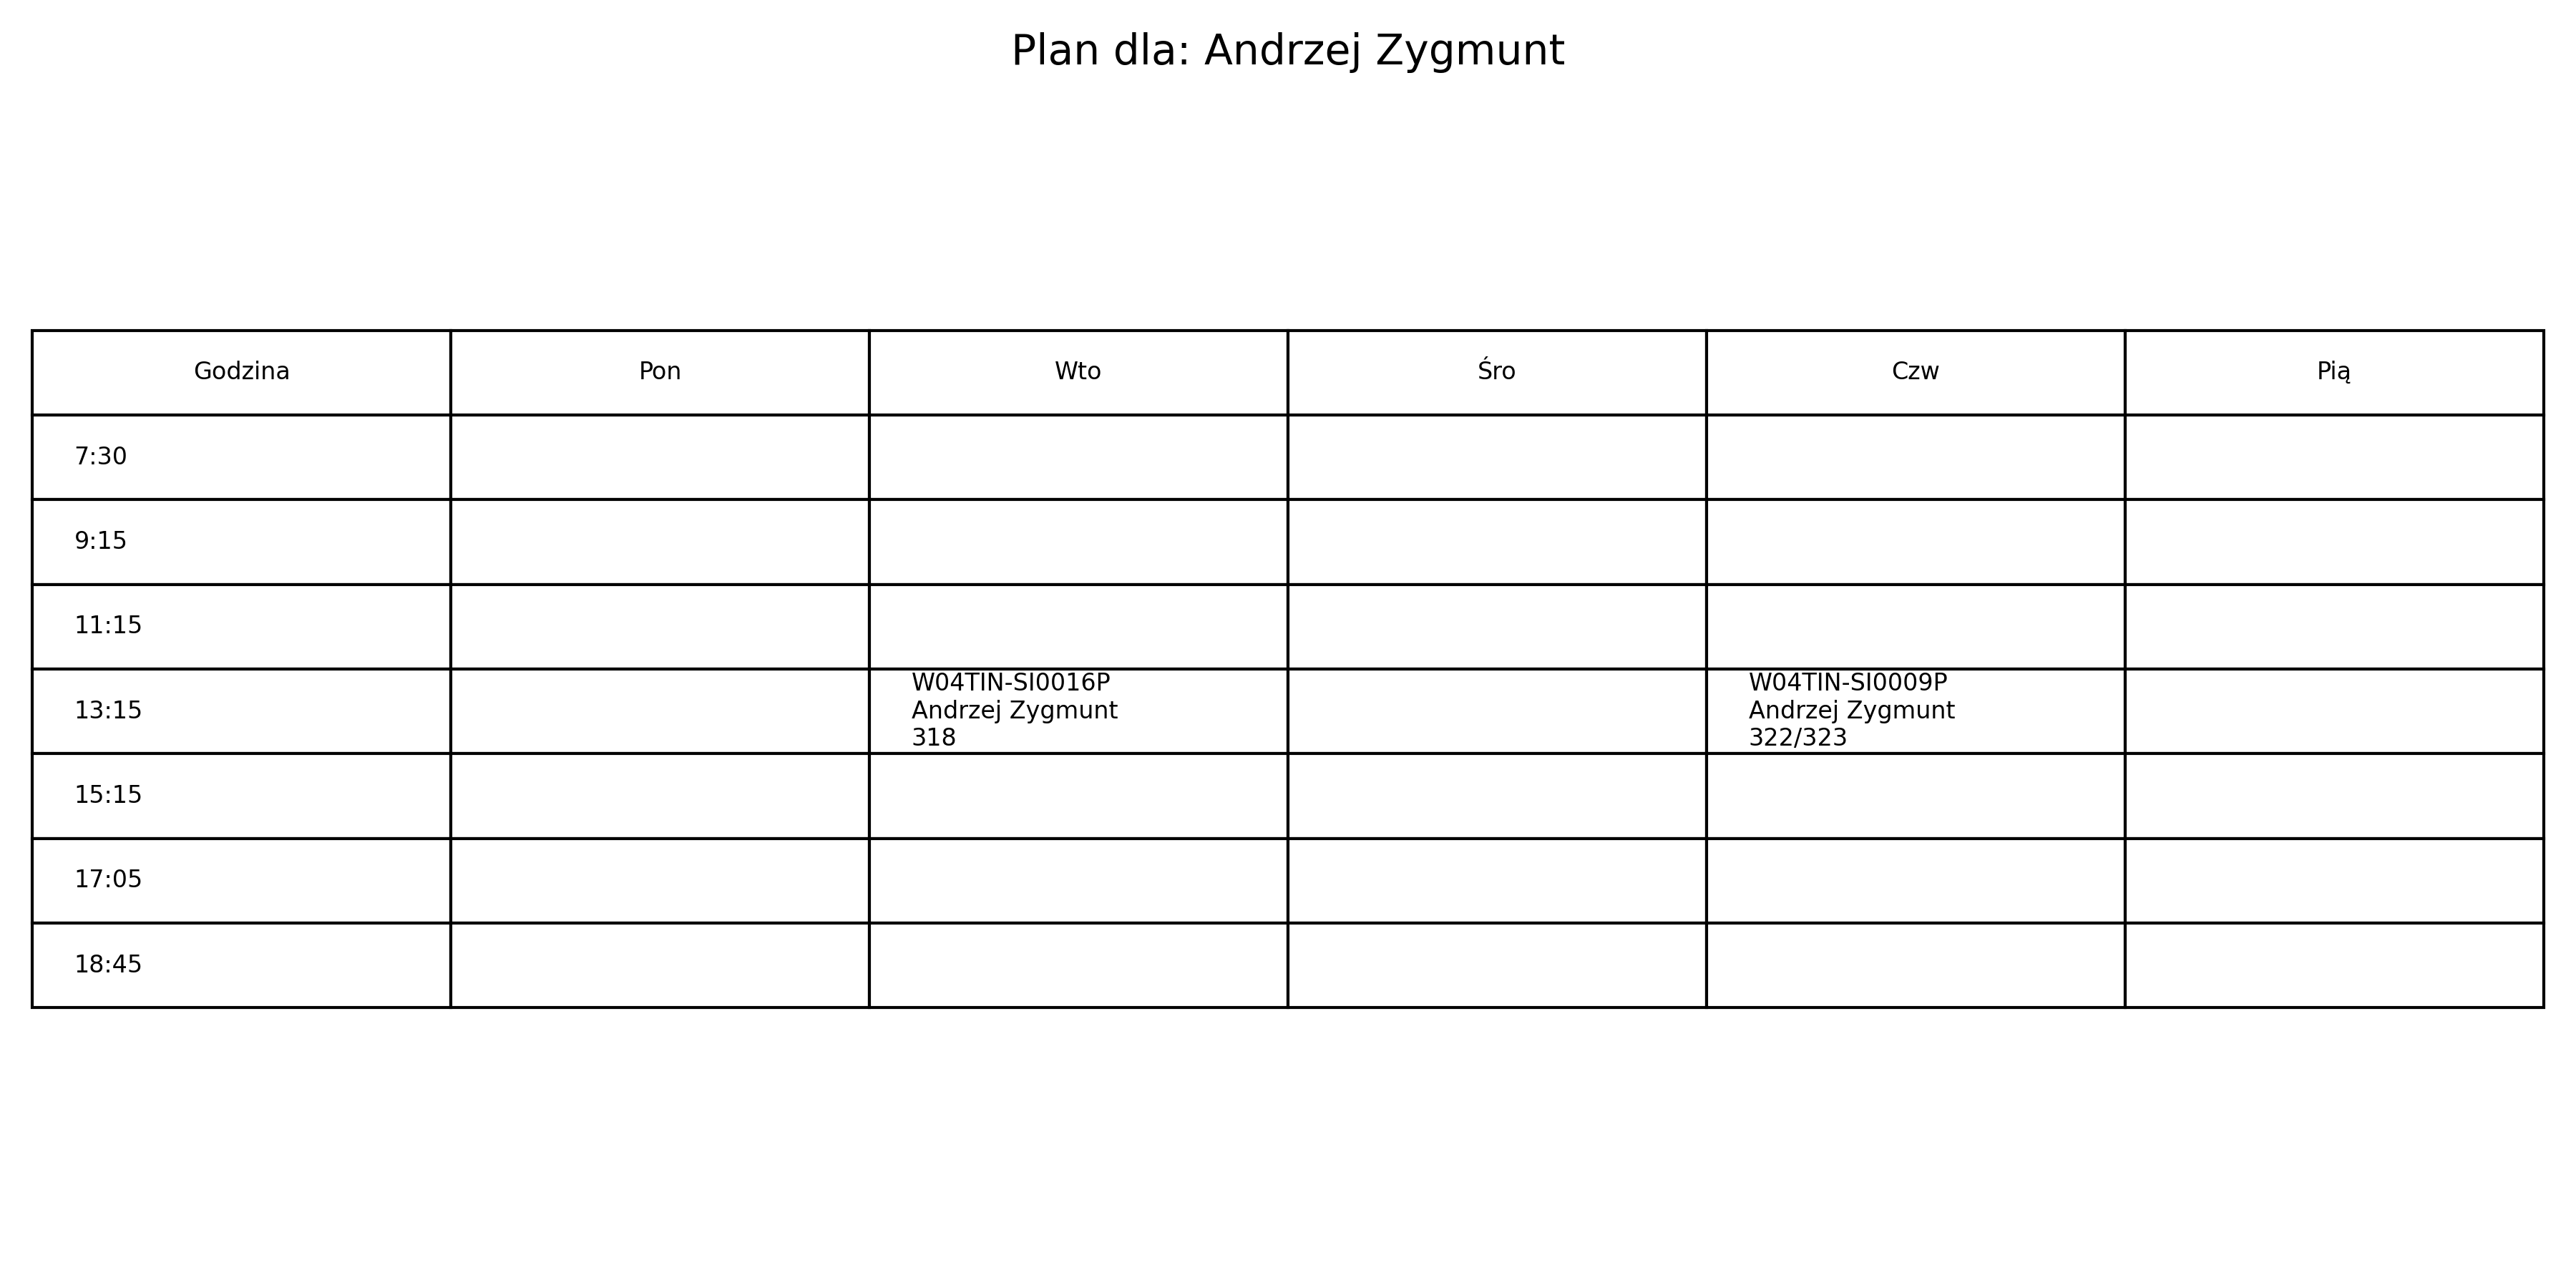 Plan dla: Andrzej Zygmunt
Godzina Pon Wto Śro Czw Pią
7:30
9:15
11:15
13:15
W04TIN-SI0016P
Andrzej Zygmunt
318
W04TIN-SI0009P
Andrzej Zygmunt
322/323
15:15
17:05
18:45